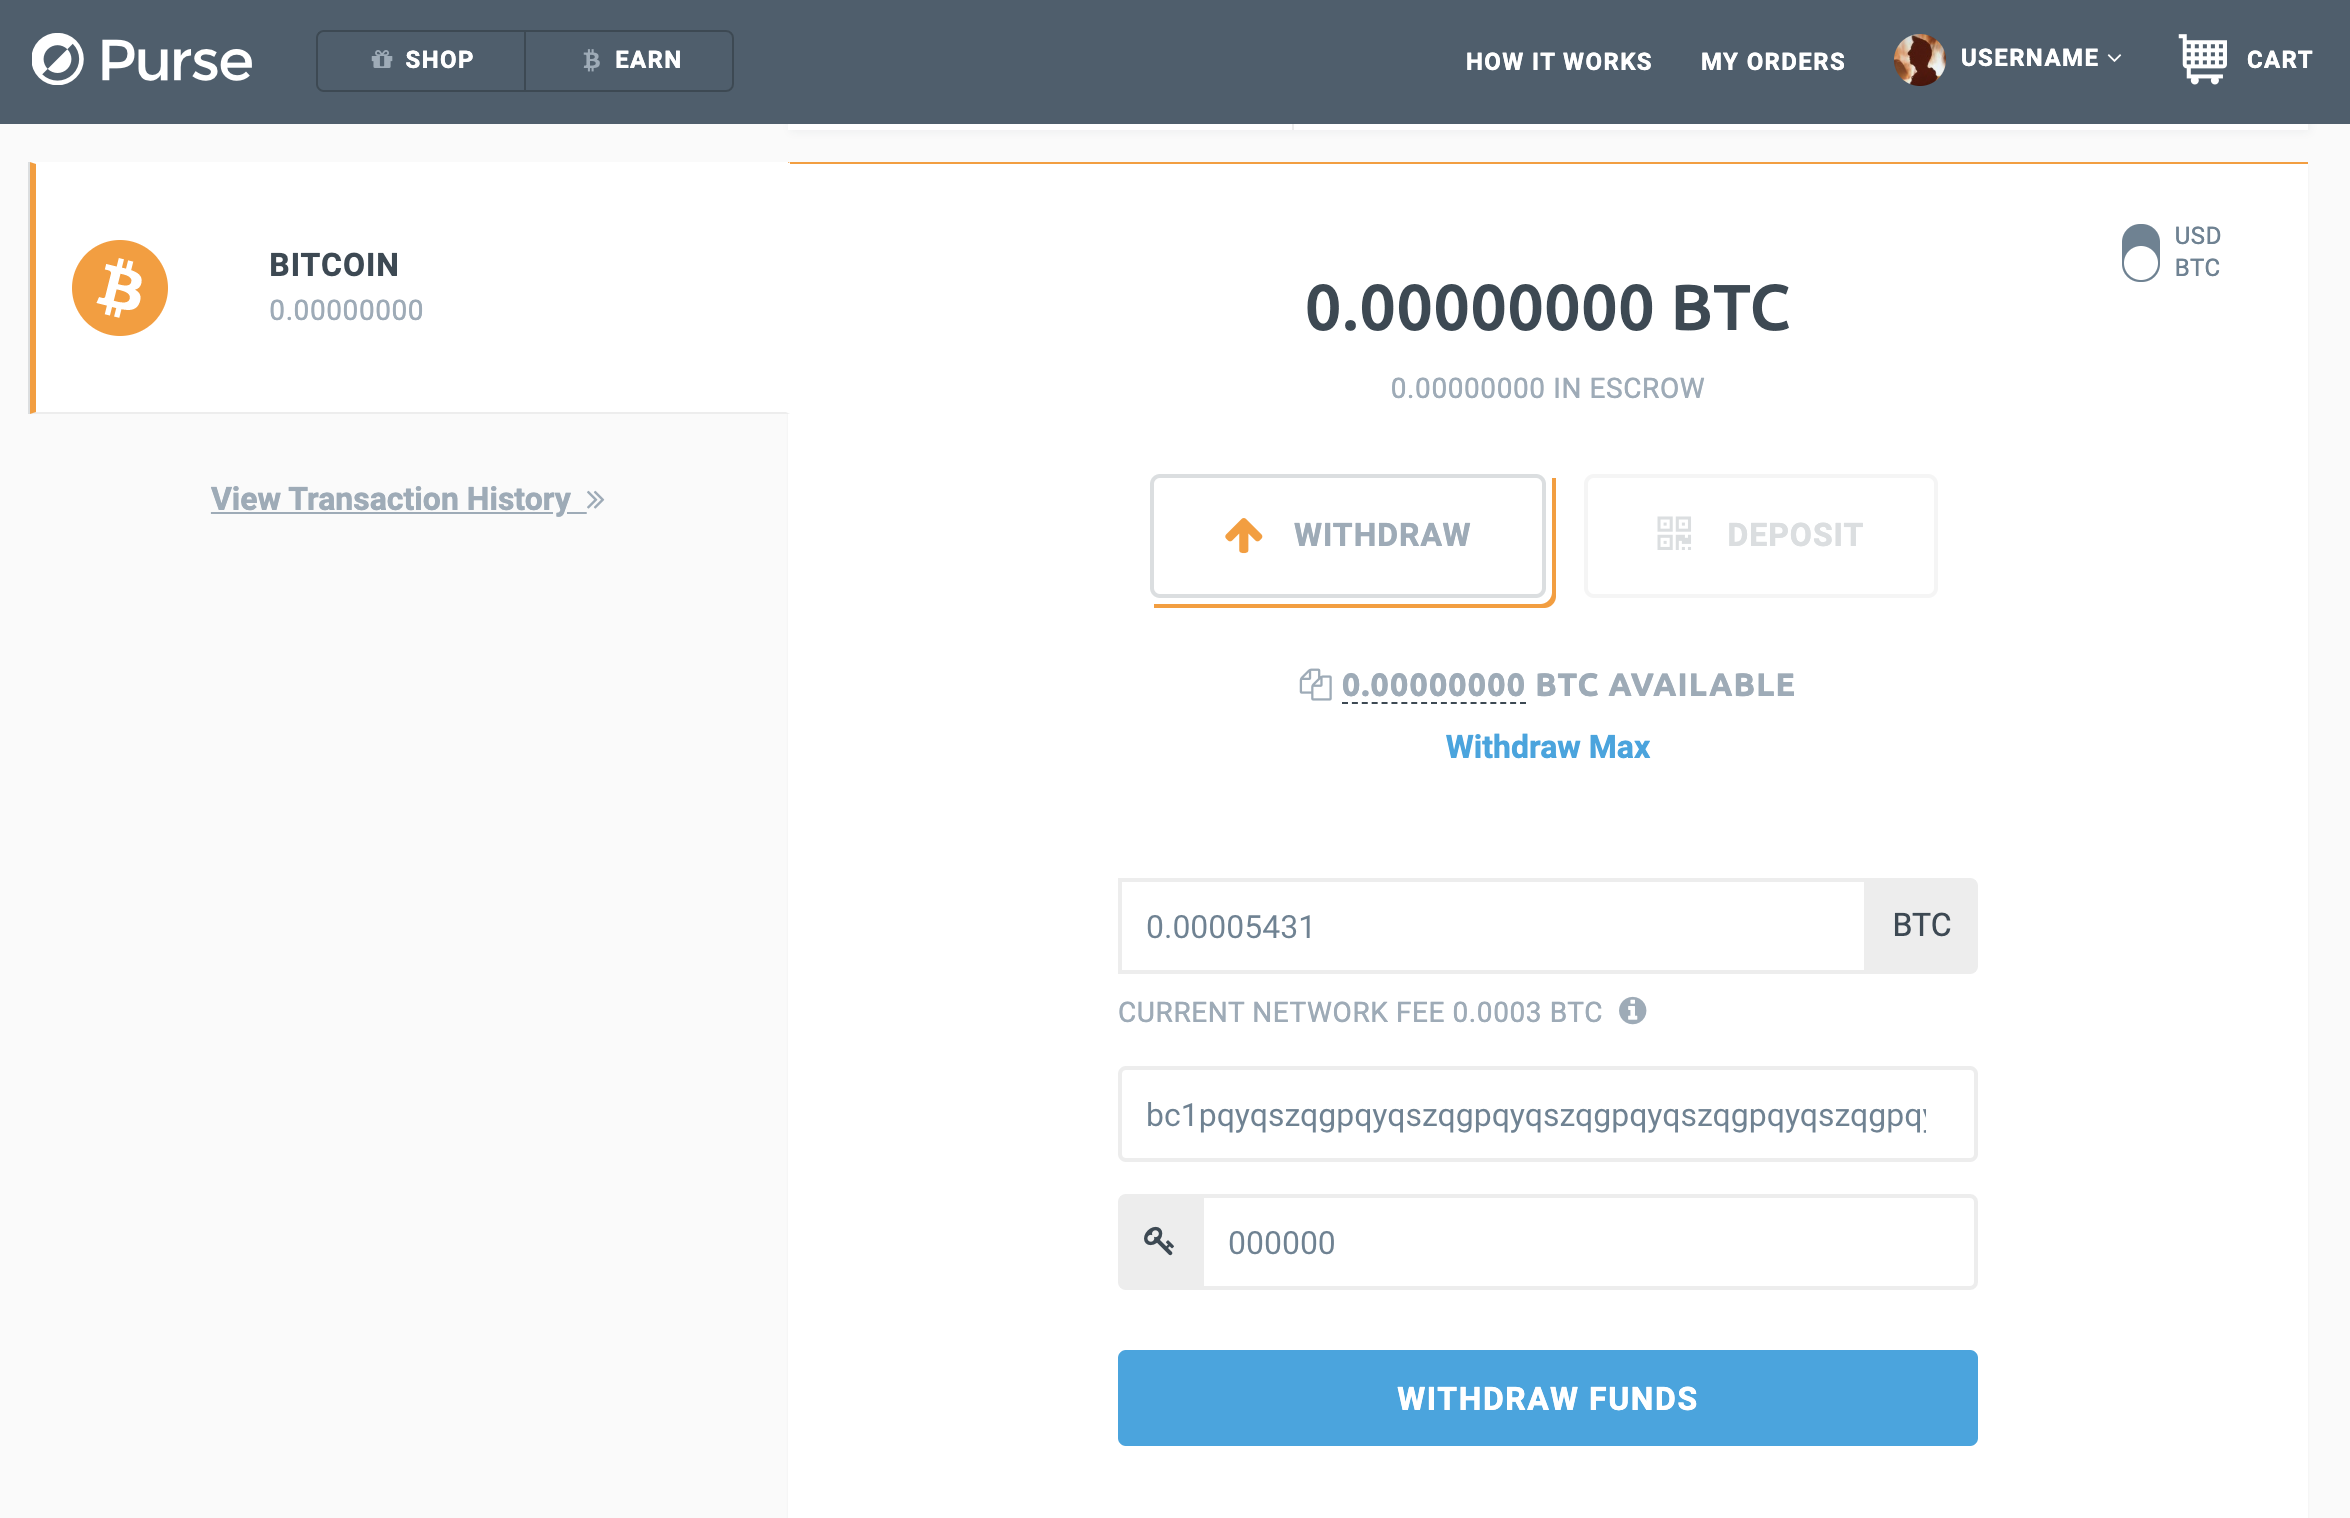 Purse
SHOP
EARN
HOW IT WORKS
MY ORDERS
USERNAME
CART
BITCOIN
0.00000000
View Transaction History
USD
BTC
0.00000000 BTC
0.00000000 IN ESCROW
WITHDRAW
DEPOSIT
0.00000000 BTC AVAILABLE
Withdraw Max
0.00005431
BTC
CURRENT NETWORK FEE 0.0003 BTC
bc1pqyqszqgpqyqszqgpqyqszqgpqyqszqgpqyqszqgpqy
000000
WITHDRAW FUNDS